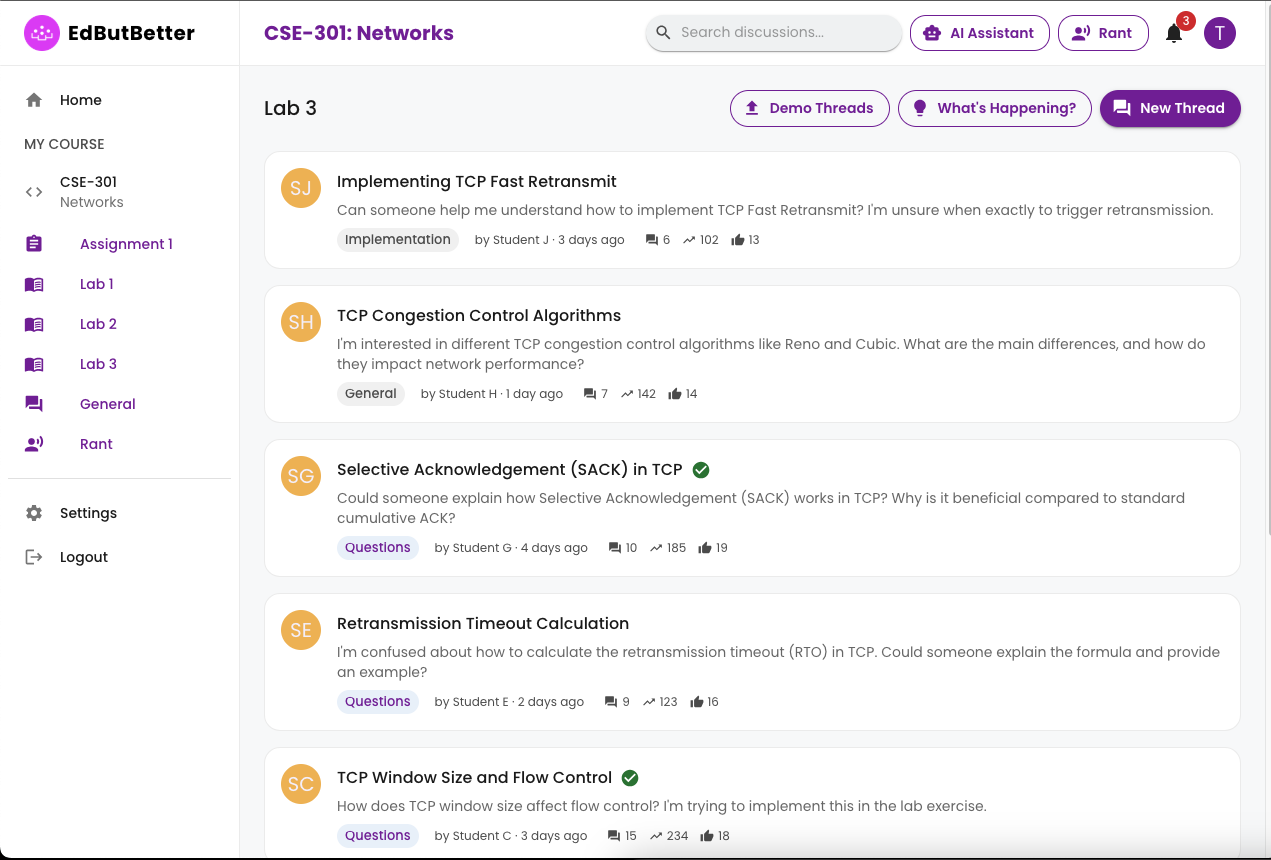 EdButBetter
CSE-301: Networks
Search discussions...
AI Assistant
Rant
3
T
Home
MY COURSE
CSE-301
Networks
Assignment 1
Lab 1
Lab 2
Lab 3
General
Rant
Settings
Logout
Lab 3
Demo Threads
What's Happening?
New Thread
SJ
Implementing TCP Fast Retransmit
Can someone help me understand how to implement TCP Fast Retransmit? I'm unsure when exactly to trigger retransmission.
Implementation by Student J · 3 days ago 6 102 13
SH
TCP Congestion Control Algorithms
I'm interested in different TCP congestion control algorithms like Reno and Cubic. What are the main differences, and how do
they impact network performance?
General by Student H · 1 day ago 7 142 14
SG
Selective Acknowledgement (SACK) in TCP
Could someone explain how Selective Acknowledgement (SACK) works in TCP? Why is it beneficial compared to standard
cumulative ACK?
Questions by Student G · 4 days ago 10 185 19
SE
Retransmission Timeout Calculation
I'm confused about how to calculate the retransmission timeout (RTO) in TCP. Could someone explain the formula and provide
an example?
Questions by Student E · 2 days ago 9 123 16
SC
TCP Window Size and Flow Control
How does TCP window size affect flow control? I'm trying to implement this in the lab exercise.
Questions by Student C · 3 days ago 15 234 18